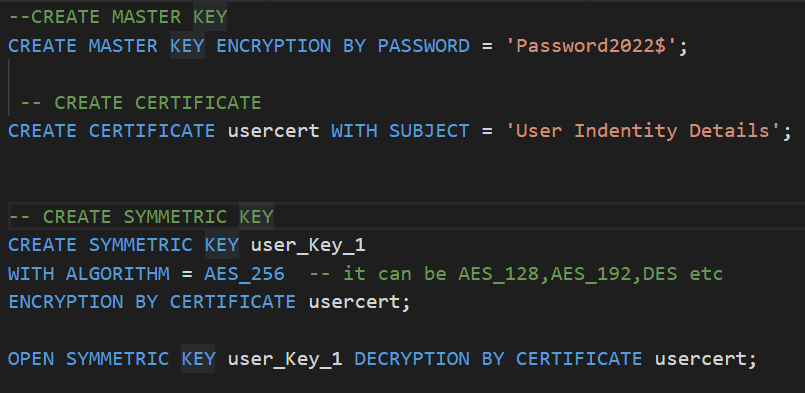 --CREATE MASTER KEY
CREATE MASTER KEY ENCRYPTION BY PASSWORD = 'Password2022$';
-- CREATE CERTIFICATE
CREATE CERTIFICATE usercert WITH SUBJECT = 'User Indentity Details';
-- CREATE SYMMETRIC KEY
CREATE SYMMETRIC KEY user_Key_1
WITH ALGORITHM = AES_256  -- it can be AES_128,AES_192,DES etc
ENCRYPTION BY CERTIFICATE usercert;
OPEN SYMMETRIC KEY user_Key_1 DECRYPTION BY CERTIFICATE usercert;